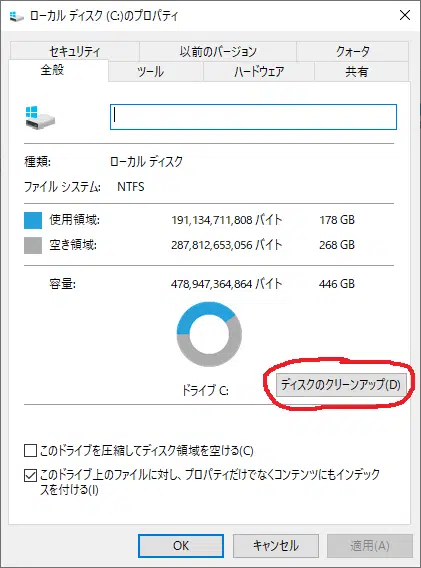 ローカル ディスク (C:)のプロパティ
セキュリティ 以前のバージョン クォータ
全般 ツール ハードウェア 共有
種類: ローカル ディスク
ファイル システム: NTFS
使用領域: 191,134,711,808 バイト 178 GB
空き領域: 287,812,653,056 バイト 268 GB
容量: 478,947,364,864 バイト 446 GB
ドライブ C:
ディスクのクリーンアップ(D)
このドライブを圧縮してディスク領域を空ける(C)
このドライブ上のファイルに対し、プロパティだけでなくコンテンツにもインデック
スを付ける(I)
OK キャンセル 適用(A)